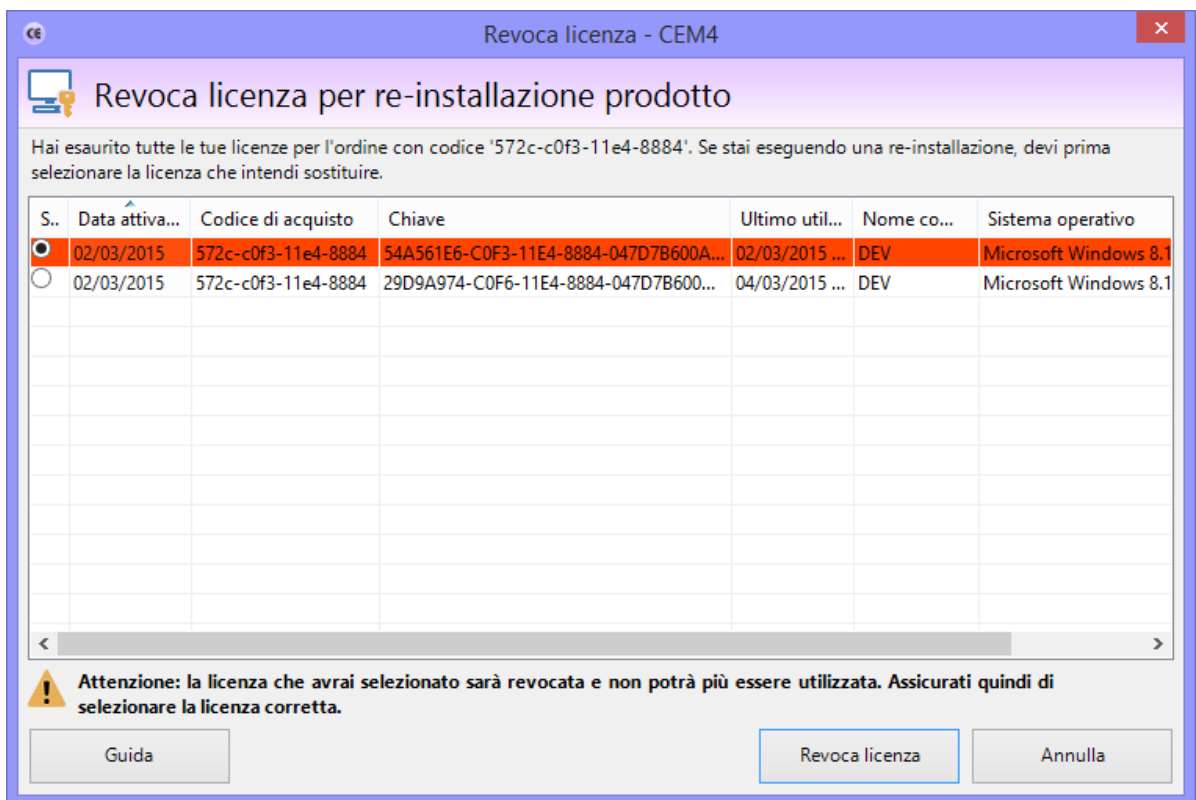 CE
Revoca licenza - CEM4
Revoca licenza per re-installazione prodotto
Hai esaurito tutte le tue licenze per l'ordine con codice '572c-c0f3-11e4-8884'. Se stai eseguendo una re-installazione, devi prima
selezionare la licenza che intendi sostituire.
S.. Data attiva... Codice di acquisto Chiave Ultimo util... Nome co... Sistema operativo
02/03/2015 572c-c0f3-11e4-8884 54A561E6-C0F3-11E4-8884-047D7B600A... 02/03/2015 ... DEV Microsoft Windows 8.1
02/03/2015 572c-c0f3-11e4-8884 29D9A974-C0F6-11E4-8884-047D7B600... 04/03/2015 ... DEV Microsoft Windows 8.1
Attenzione: la licenza che avrai selezionato sarà revocata e non potrà più essere utilizzata. Assicurati quindi di
selezionare la licenza corretta.
Guida Revoca licenza Annulla